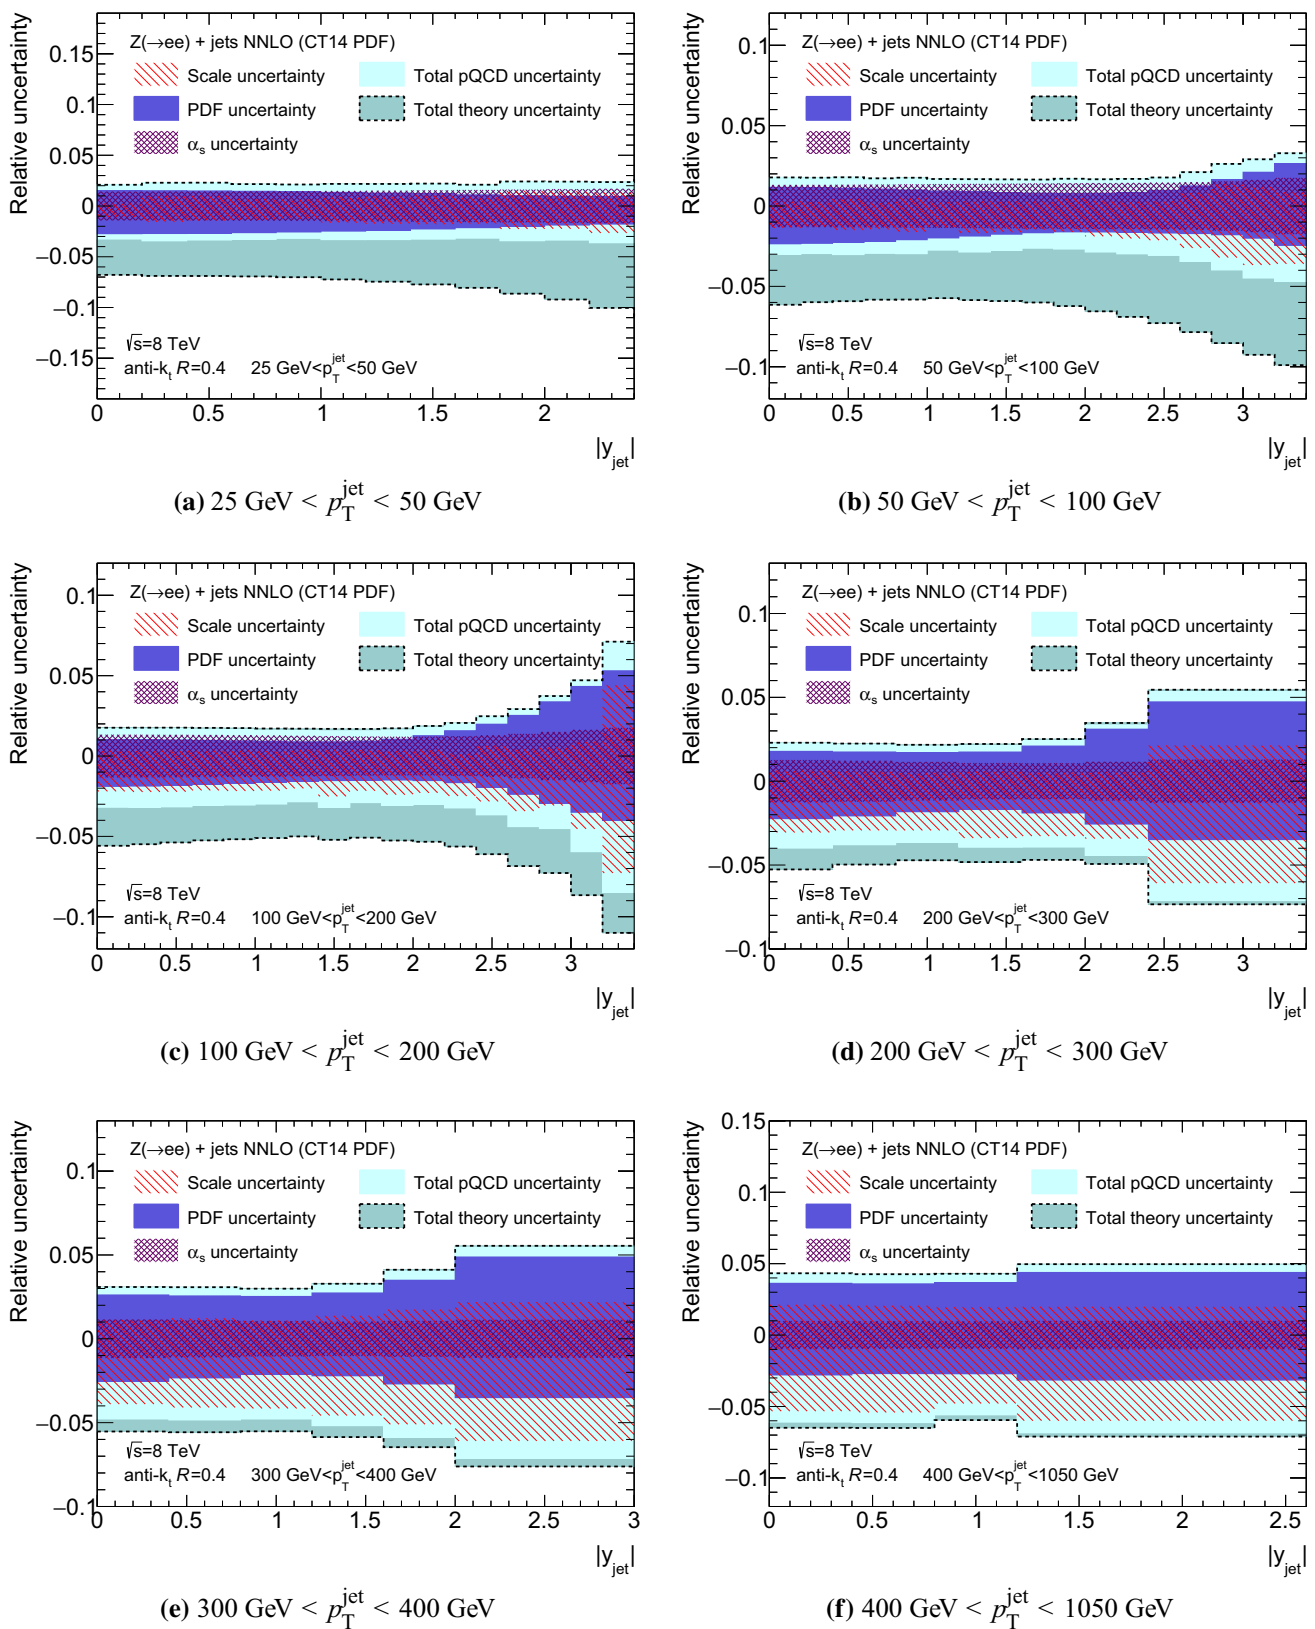 Relative uncertainty
Z(→ee) + jets NNLO (CT14 PDF)
Scale uncertainty
Total pQCD uncertainty
PDF uncertainty
Total theory uncertainty
αs uncertainty
0.15
0.1
0.05
0
−0.05
−0.1
−0.15
√s=8 TeV
anti-kt R=0.4 25 GeV<pTjet<50 GeV
0 0.5 1 1.5 2
|yjet|
(a) 25 GeV < pTjet < 50 GeV
Relative uncertainty
Z(→ee) + jets NNLO (CT14 PDF)
Scale uncertainty
Total pQCD uncertainty
PDF uncertainty
Total theory uncertainty
αs uncertainty
0.1
0.05
0
−0.05
−0.1
√s=8 TeV
anti-kt R=0.4 50 GeV<pTjet<100 GeV
0 0.5 1 1.5 2 2.5 3
|yjet|
(b) 50 GeV < pTjet < 100 GeV
Relative uncertainty
Z(→ee) + jets NNLO (CT14 PDF)
Scale uncertainty
Total pQCD uncertainty
PDF uncertainty
Total theory uncertainty
αs uncertainty
0.1
0.05
0
−0.05
−0.1
√s=8 TeV
anti-kt R=0.4 100 GeV<pTjet<200 GeV
0 0.5 1 1.5 2 2.5 3
|yjet|
(c) 100 GeV < pTjet < 200 GeV
Relative uncertainty
Z(→ee) + jets NNLO (CT14 PDF)
Scale uncertainty
Total pQCD uncertainty
PDF uncertainty
Total theory uncertainty
αs uncertainty
0.1
0.05
0
−0.05
−0.1
√s=8 TeV
anti-kt R=0.4 200 GeV<pTjet<300 GeV
0 0.5 1 1.5 2 2.5 3
|yjet|
(d) 200 GeV < pTjet < 300 GeV
Relative uncertainty
Z(→ee) + jets NNLO (CT14 PDF)
Scale uncertainty
Total pQCD uncertainty
PDF uncertainty
Total theory uncertainty
αs uncertainty
0.1
0.05
0
−0.05
−0.1
√s=8 TeV
anti-kt R=0.4 300 GeV<pTjet<400 GeV
0 0.5 1 1.5 2 2.5 3
|yjet|
(e) 300 GeV < pTjet < 400 GeV
Relative uncertainty
Z(→ee) + jets NNLO (CT14 PDF)
Scale uncertainty
Total pQCD uncertainty
PDF uncertainty
Total theory uncertainty
αs uncertainty
0.15
0.1
0.05
0
−0.05
−0.1
√s=8 TeV
anti-kt R=0.4 400 GeV<pTjet<1050 GeV
0 0.5 1 1.5 2 2.5
|yjet|
(f) 400 GeV < pTjet < 1050 GeV